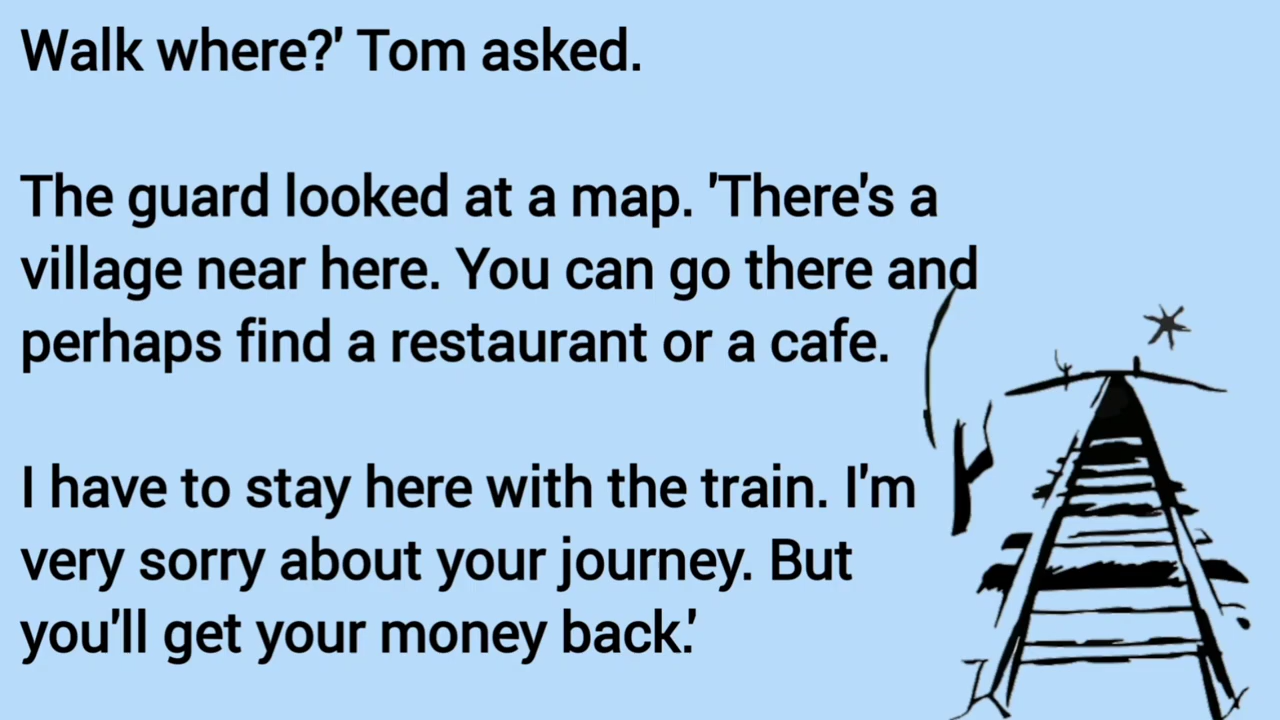 Walk where?' Tom asked.
The guard looked at a map. 'There's a
village near here. You can go there and
perhaps find a restaurant or a cafe.
I have to stay here with the train. I'm
very sorry about your journey. But
you'll get your money back.'